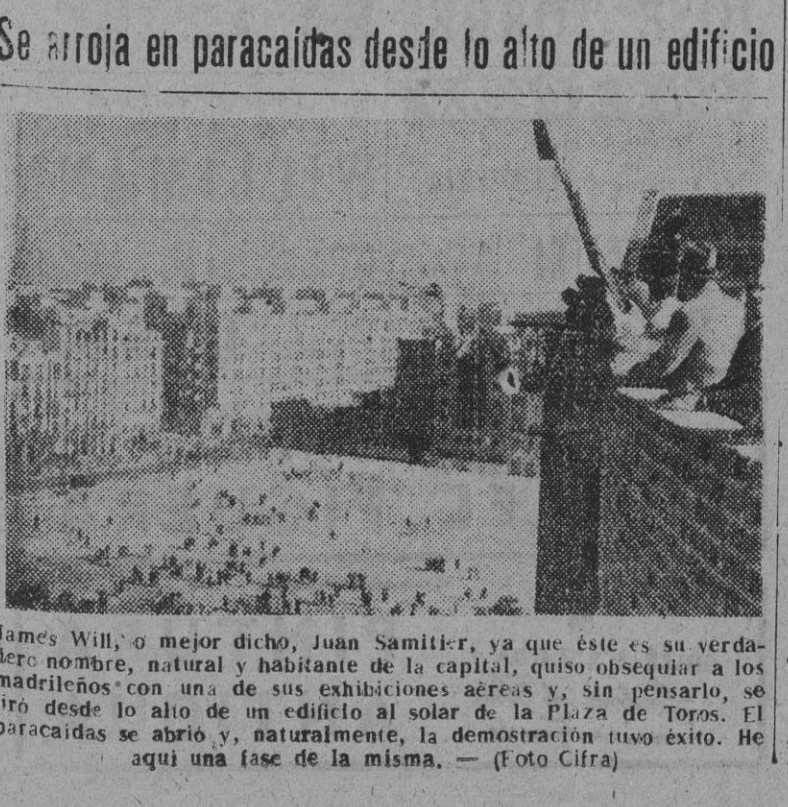 Se arroja en paracaídas desde lo alto de un edificio
James Will, o mejor dicho, Juan Samitier, ya que éste es su verda-
dero nombre, natural y habitante de la capital, quiso obsequiar a los
madrileños con una de sus exhibiciones aéreas y, sin pensarlo, se
tiró desde lo alto de un edificio al solar de la Plaza de Toros. El
paracaídas se abrió y, naturalmente, la demostración tuvo éxito. He
aquí una fase de la misma. — (Foto Cifra)